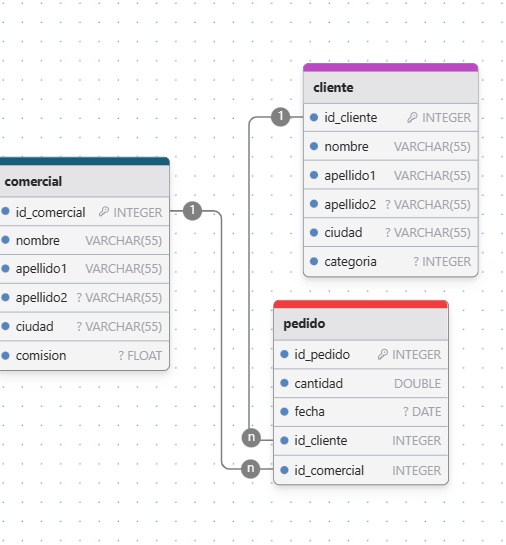 cliente
1
id_cliente INTEGER
nombre VARCHAR(55)
apellido1 VARCHAR(55)
apellido2 ? VARCHAR(55)
ciudad ? VARCHAR(55)
categoria ? INTEGER
comercial
id_comercial INTEGER
1
nombre VARCHAR(55)
apellido1 VARCHAR(55)
apellido2 ? VARCHAR(55)
ciudad ? VARCHAR(55)
comision ? FLOAT
pedido
id_pedido INTEGER
cantidad DOUBLE
fecha ? DATE
n
id_cliente INTEGER
n
id_comercial INTEGER